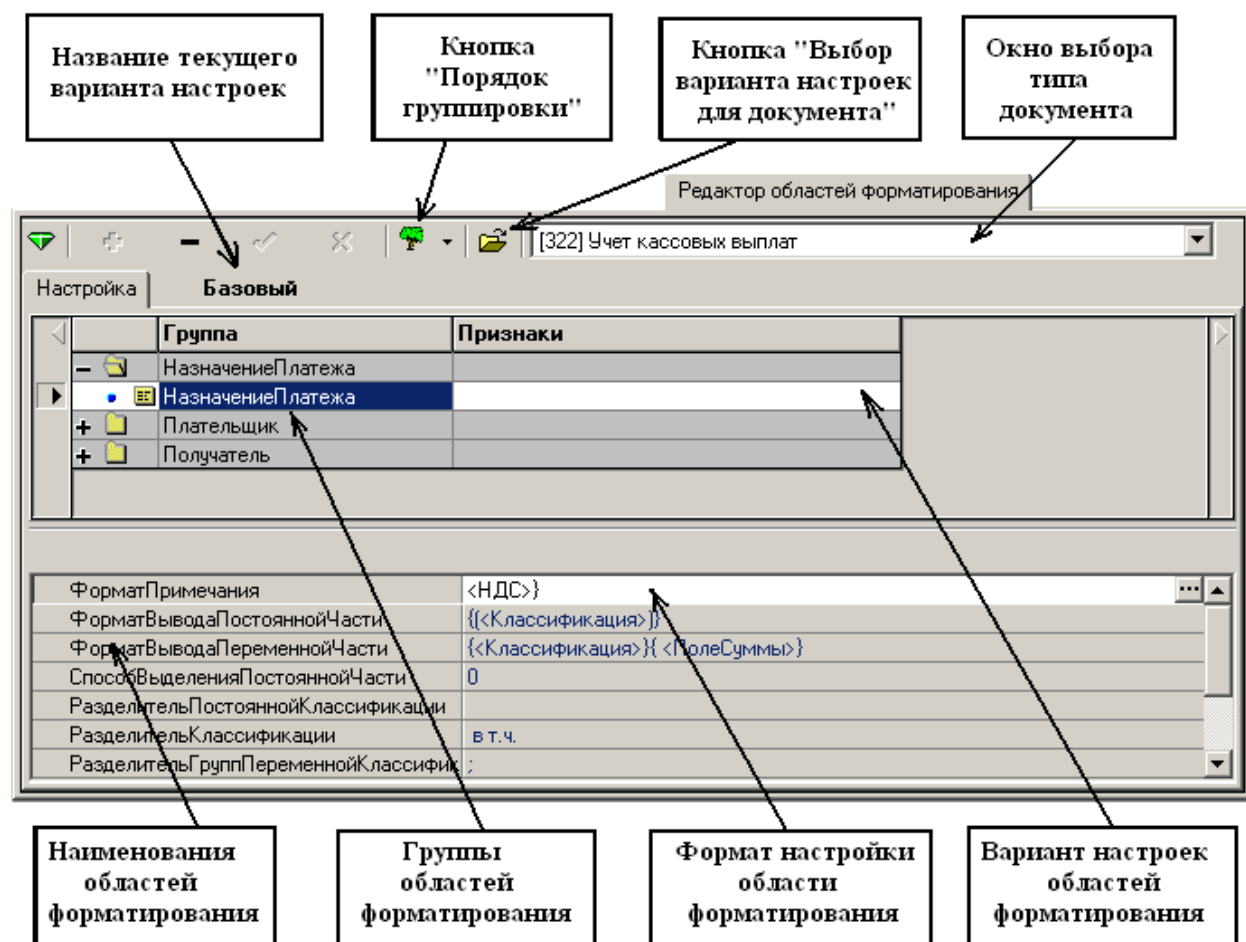 Название текущего
варианта настроек
Кнопка
"Порядок
группировки"
Кнопка "Выбор
варианта настроек
для документа"
Окно выбора
типа
документа
Редактор областей форматирования
[322] Учет кассовых выплат
Настройка Базовый
Группа Признаки
НазначениеПлатежа
НазначениеПлатежа
Плательщик
Получатель
ФорматПримечания <НДС>}
ФорматВыводаПостояннойЧасти {(<Классификация>)}
ФорматВыводаПеременнойЧасти {<Классификация>}{ <ПолеСуммы>}
СпособВыделенияПостояннойЧасти 0
РазделительПостояннойКлассификации
РазделительКлассификации в т.ч.
РазделительГруппПеременнойКлассифик ;
Наименования
областей
форматирования
Группы
областей
форматирования
Формат настройки
области
форматирования
Вариант настроек
областей
форматирования